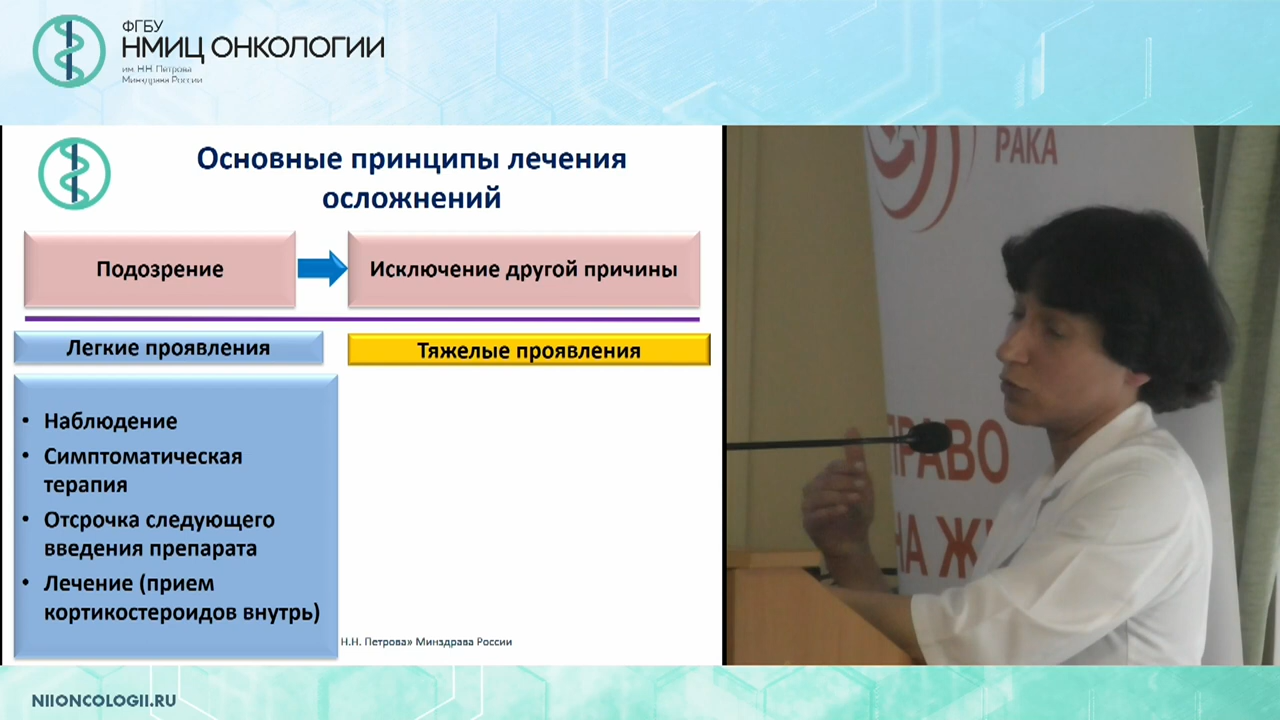 ФГБУ
НМИЦ ОНКОЛОГИИ
им. Н.Н. Петрова
Минздрава России
Основные принципы лечения
осложнений
Подозрение
Исключение другой причины
Легкие проявления
Тяжелые проявления
• Наблюдение
• Симптоматическая
терапия
• Отсрочка следующего
введения препарата
• Лечение (прием
кортикостероидов внутрь)
Н.Н. Петрова» Минздрава России
РАКА
ПРАВО
НА Ж
NIIONCOLOGII.RU